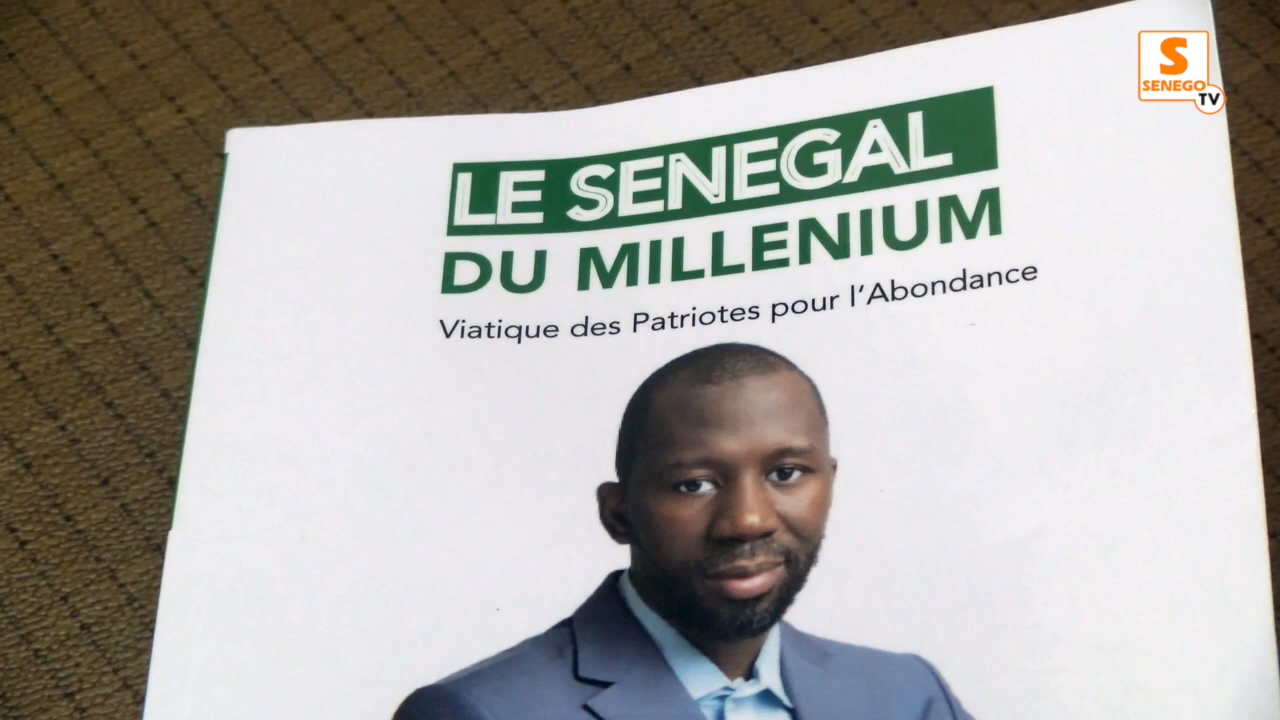 S
SENEGO
TV
LE SENEGAL
DU MILLENIUM
Viatique des Patriotes pour l'Abondance